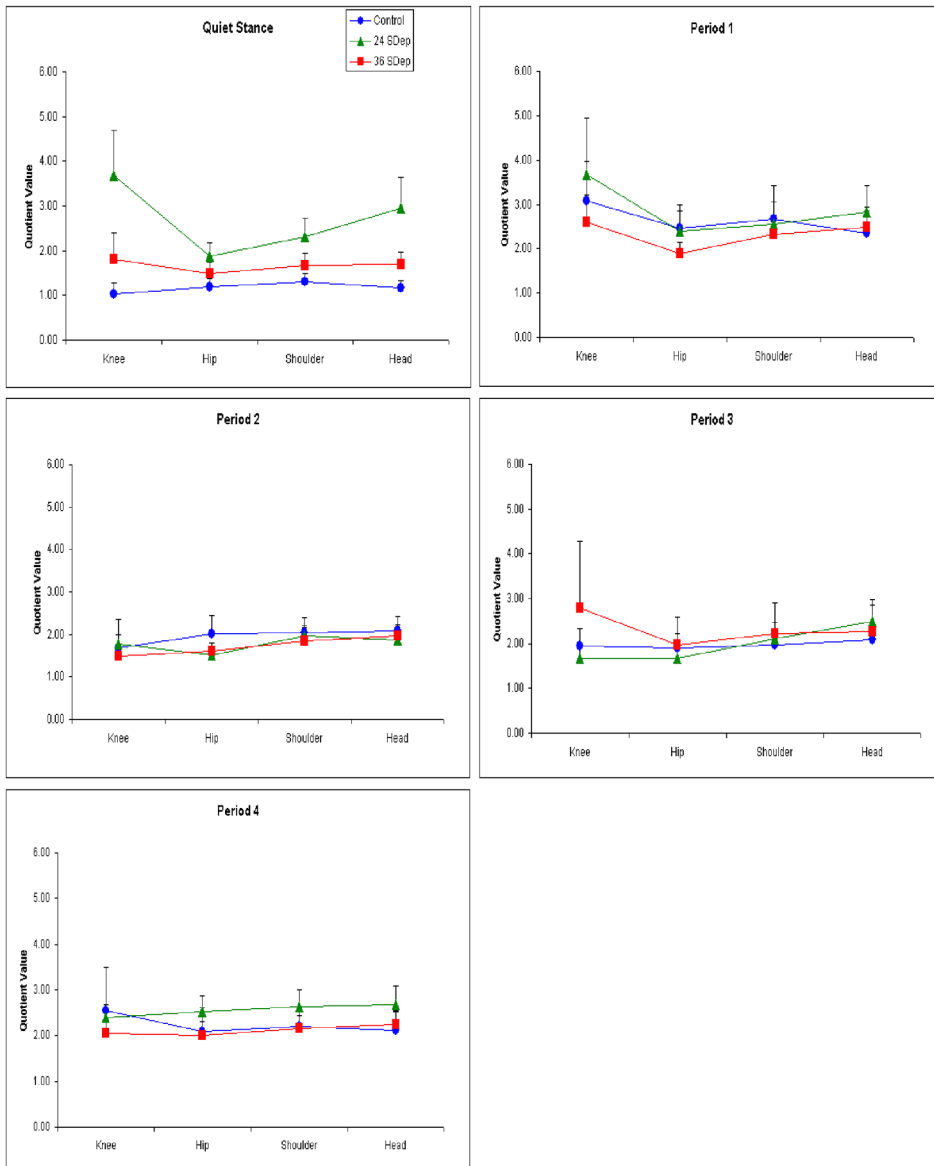 Quiet Stance
Control
24 SDep
36 SDep
Quotient Value
6.00
5.00
4.00
3.00
2.00
1.00
0.00
Knee Hip Shoulder Head
Period 1
Quotient Value
6.00
5.00
4.00
3.00
2.00
1.00
0.00
Knee Hip Shoulder Head
Period 2
Quotient Value
6.00
5.00
4.00
3.00
2.00
1.00
0.00
Knee Hip Shoulder Head
Period 3
Quotient Value
6.00
5.00
4.00
3.00
2.00
1.00
0.00
Knee Hip Shoulder Head
Period 4
Quotient Value
6.00
5.00
4.00
3.00
2.00
1.00
0.00
Knee Hip Shoulder Head